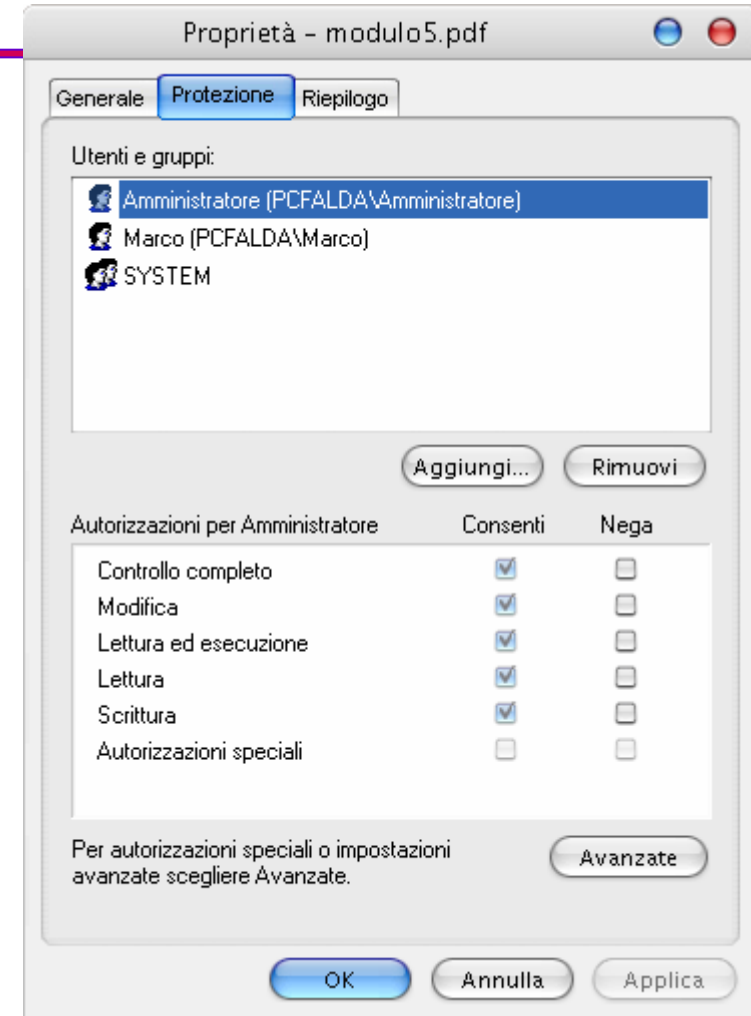 Proprietà – modulo5.pdf
Generale Protezione Riepilogo
Utenti e gruppi:
Amministratore (PCFALDA\Amministratore)
Marco (PCFALDA\Marco)
SYSTEM
Aggiungi... Rimuovi
Autorizzazioni per Amministratore Consenti Nega
Controllo completo
Modifica
Lettura ed esecuzione
Lettura
Scrittura
Autorizzazioni speciali
Per autorizzazioni speciali o impostazioni
avanzate scegliere Avanzate.
Avanzate
OK Annulla Applica